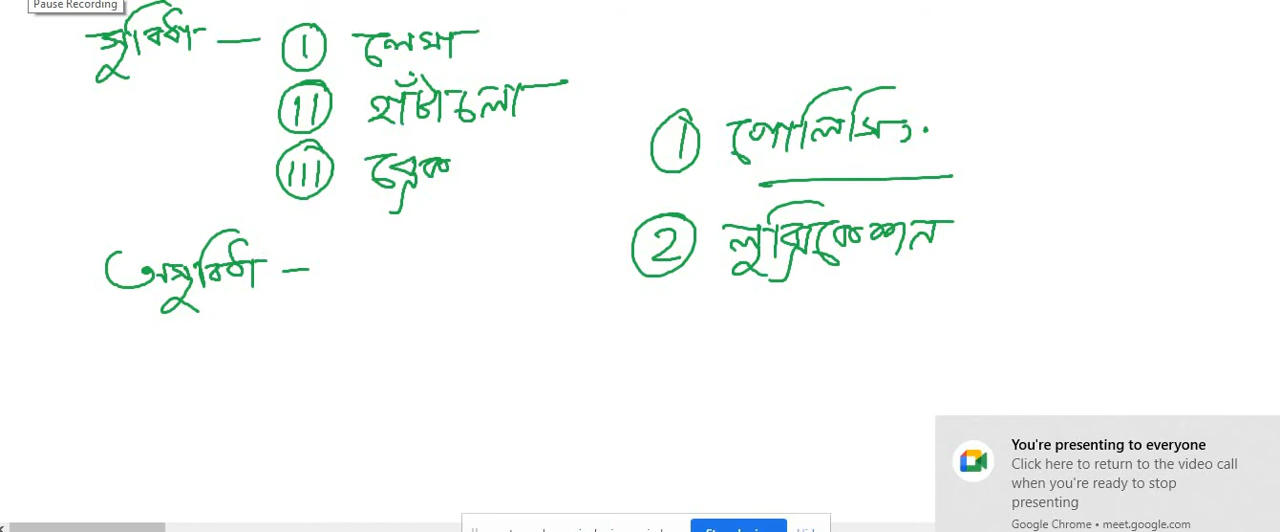 Pause Recording
সুবিধা — i লেখা
ii হাঁটাচলা
iii ব্রেক
অসুবিধা —
1 পোলিসিং
2 লুব্রিকেশন
You're presenting to everyone
Click here to return to the video call
when you're ready to stop
presenting
Google Chrome • meet.google.com